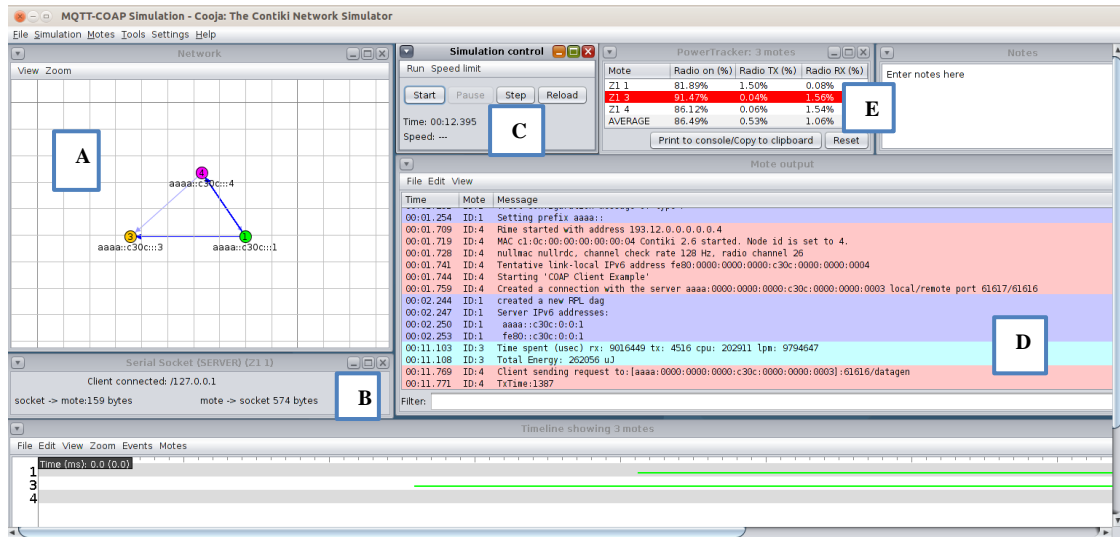 MQTT-COAP Simulation - Cooja: The Contiki Network Simulator
File Simulation Motes Tools Settings Help
Network
View Zoom
A
4
aaaa::c30c:::4
3
aaaa::c30c:::3
1
aaaa::c30c:::1
Simulation control
Run Speed limit
Start Pause Step Reload
Time: 00:12.395
Speed: ---
C
PowerTracker: 3 motes
Mote Radio on (%) Radio TX (%) Radio RX (%)
Z1 1 81.89% 1.50% 0.08%
Z1 3 91.47% 0.04% 1.56%
Z1 4 86.12% 0.06% 1.54%
AVERAGE 86.49% 0.53% 1.06%
E
Print to console/Copy to clipboard Reset
Notes
Enter notes here
Mote output
File Edit View
Time Mote Message
00:01.254 ID:1 Setting prefix aaaa::
00:01.709 ID:4 Rime started with address 193.12.0.0.0.0.0.4
00:01.719 ID:4 MAC c1:0c:00:00:00:00:00:04 Contiki 2.6 started. Node id is set to 4.
00:01.728 ID:4 nullmac nullrdc, channel check rate 128 Hz, radio channel 26
00:01.741 ID:4 Tentative link-local IPv6 address fe80:0000:0000:0000:c30c:0000:0000:0004
00:01.744 ID:4 Starting 'COAP Client Example'
00:01.759 ID:4 Created a connection with the server aaaa:0000:0000:0000:c30c:0000:0000:0003 local/remote port 61617/61616
00:02.244 ID:1 created a new RPL dag
00:02.247 ID:1 Server IPv6 addresses:
00:02.250 ID:1 aaaa::c30c:0:0:1
00:02.253 ID:1 fe80::c30c:0:0:1
00:11.103 ID:3 Time spent (usec) rx: 9016449 tx: 4516 cpu: 202911 lpm: 9794647
00:11.108 ID:3 Total Energy: 262056 uJ
00:11.769 ID:4 Client sending request to:[aaaa:0000:0000:0000:c30c:0000:0000:0003]:61616/datagen
00:11.771 ID:4 TxTime:1387
D
Filter:
Serial Socket (SERVER) (Z1 1)
Client connected: /127.0.0.1
socket -> mote:159 bytes mote -> socket 574 bytes
B
Timeline showing 3 motes
File Edit View Zoom Events Motes
Time (ms): 0.0 (0.0)
1
3
4